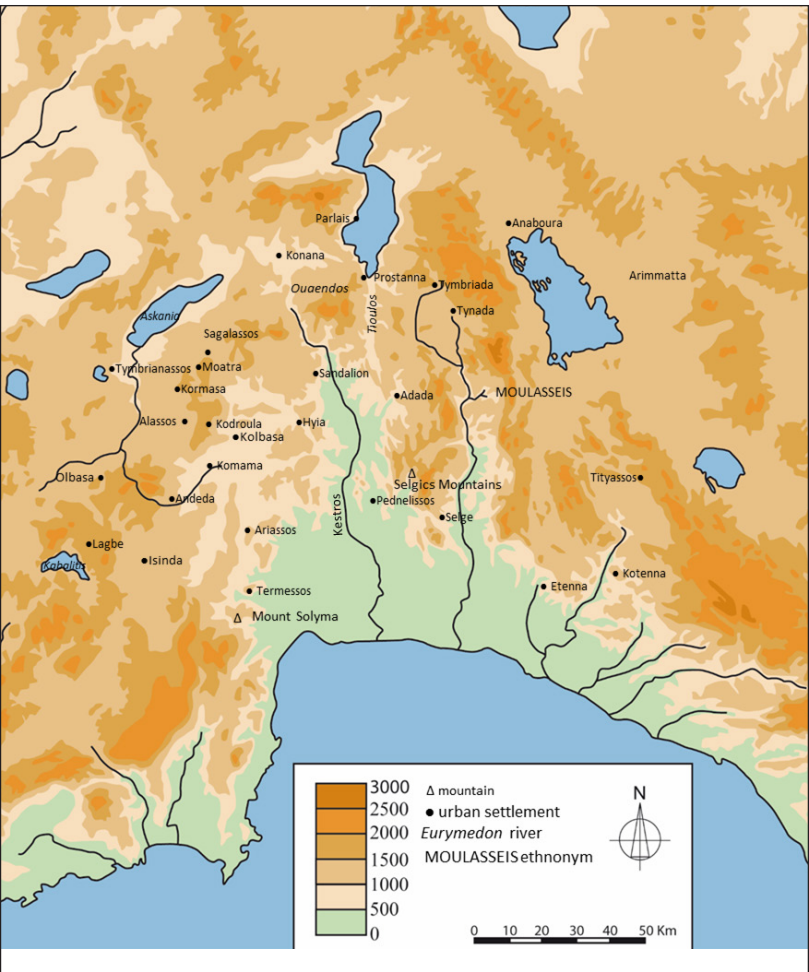 Anaboura
Parlais
Konana
Arimmatta
Prostanna
Tymbriada
Ouaendos
Tynada
Tioulos
Askania
Sagalassos
Tymbrianassos
Moatra
Sandalion
Kormasa
Adada
MOULASSEIS
Alassos
Kodroula
Hyia
Kolbasa
Komama
Δ
Olbasa
Selgics Mountains
Tityassos
Andeda
Pednelissos
Kestros
Selge
Ariassos
Lagbe
Isinda
Kabalitis
Kotenna
Etenna
Termessos
Δ Mount Solyma
3000
2500
2000
1500
1000
500
0
Δ mountain
urban settlement
Eurymedon river
MOULASSEIS ethnonym
N
0 10 20 30 40 50 Km